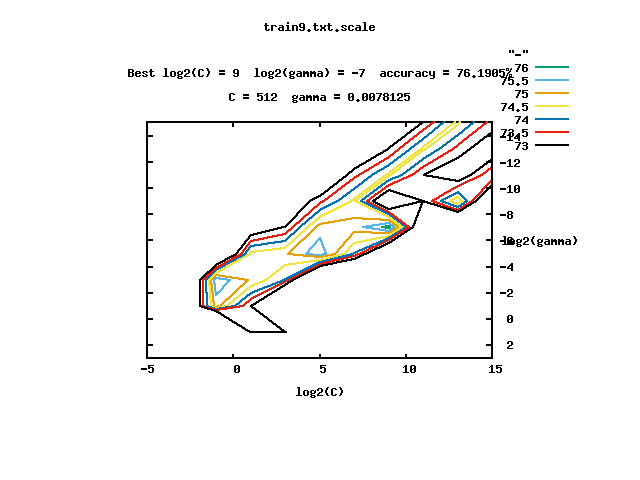 train9.txt.scale
"-"
Best log2(C) = 9  log2(gamma) = -7  accuracy = 76.1905%
76
75.5
75
C = 512  gamma = 0.0078125
74.5
74
73.5
-14
73
-12
-10
-8
-6
log2(gamma)
-4
-2
0
2
-5 0 5 10 15
log2(C)